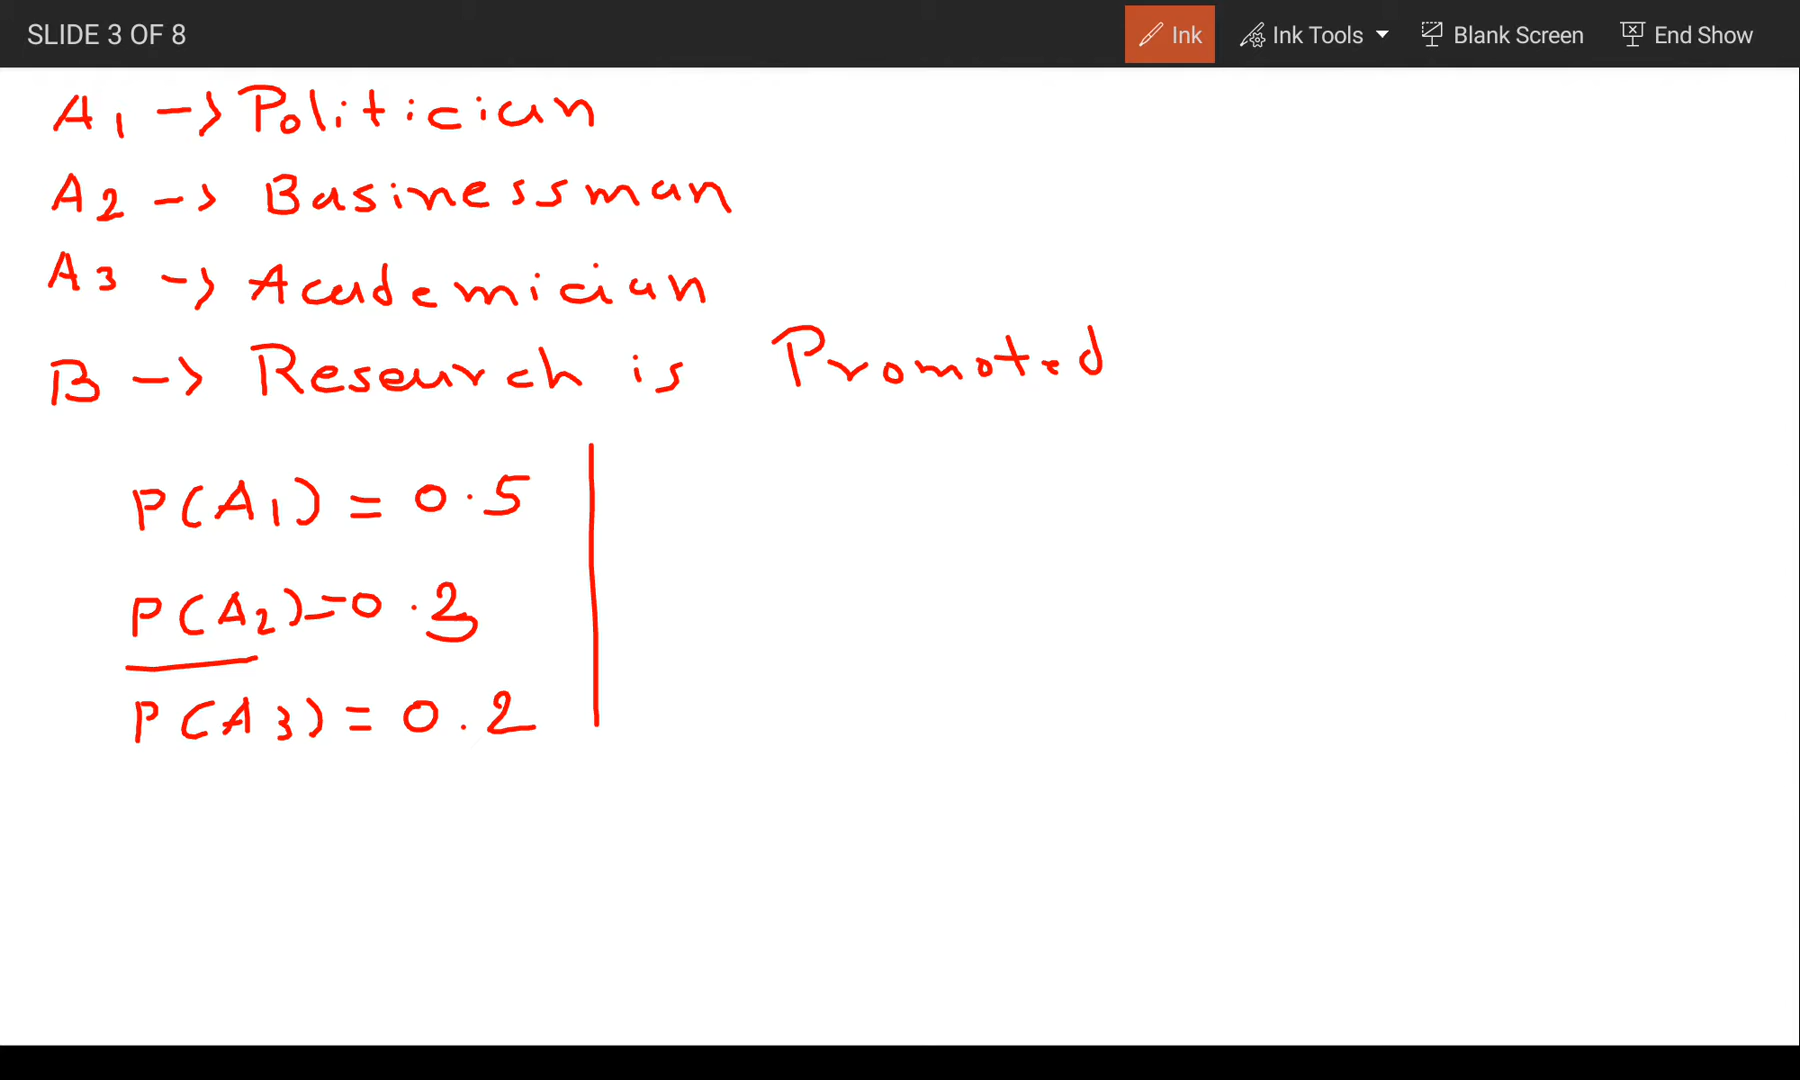 SLIDE 3 OF 8 Ink Ink Tools Blank Screen End Show
A1 -> Politician
A2 -> Businessman
A3 -> Academician
B -> Research is Promoted
P(A1) = 0.5
P(A2) = 0.3
P(A3) = 0.2